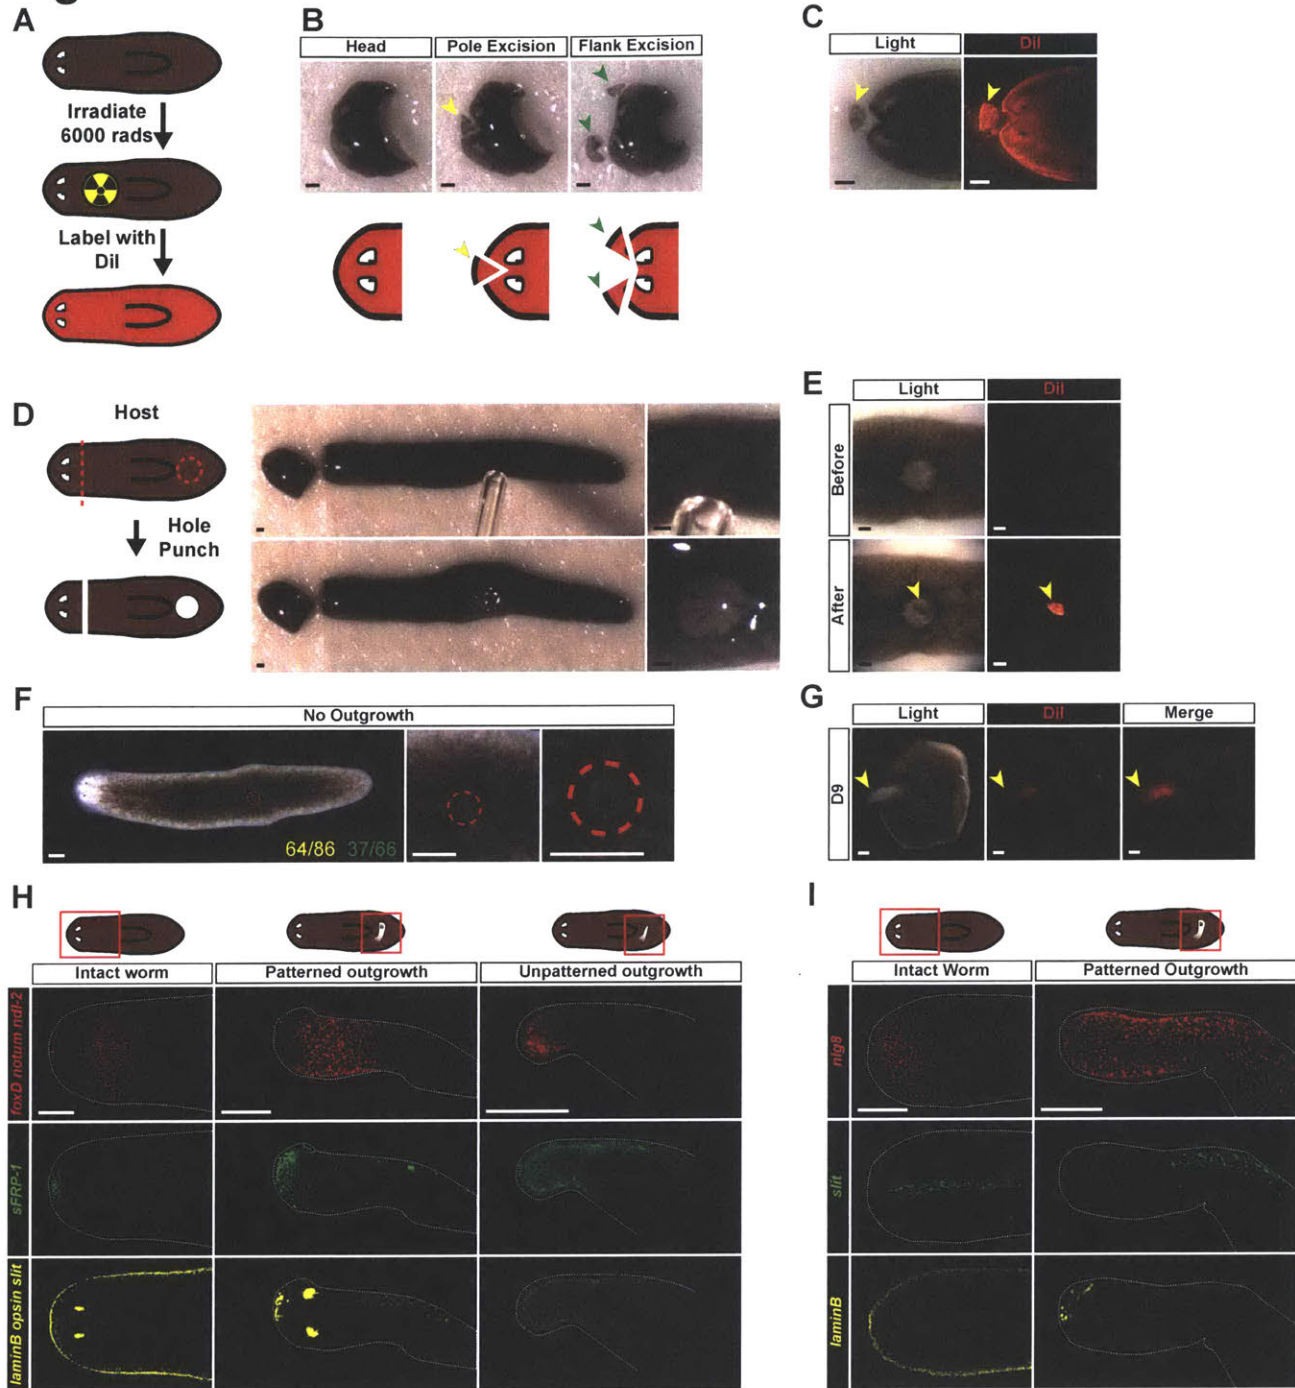 A
Irradiate
6000 rads
Label with
DiI
B
Head
Pole Excision
Flank Excision
C
Light
DiI
D
Host
Hole
Punch
E
Light
DiI
Before
After
F
No Outgrowth
64/86 37/66
G
Light
DiI
Merge
D9
H
Intact worm
Patterned outgrowth
Unpatterned outgrowth
foxD notum ndl-2
sFRP-1
laminB opsin slit
I
Intact Worm
Patterned Outgrowth
nlg8
slit
laminB